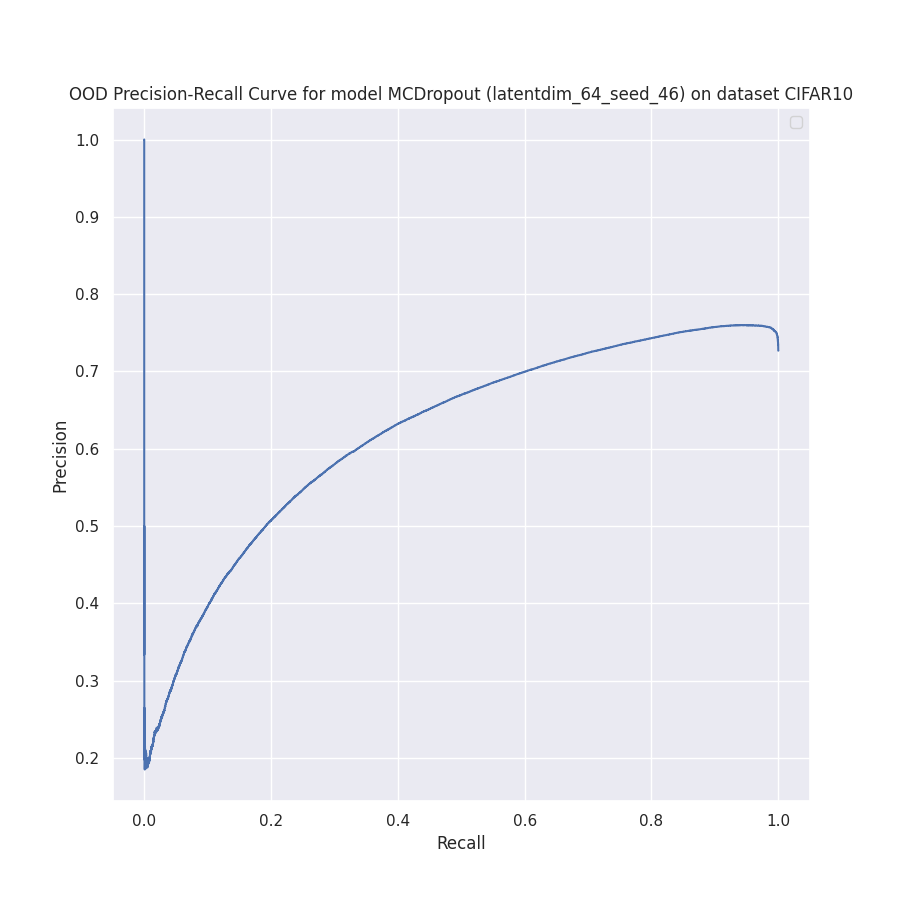 OOD Precision-Recall Curve for model MCDropout (latentdim_64_seed_46) on dataset CIFAR10
1.0
0.9
0.8
0.7
0.6
0.5
0.4
0.3
0.2
Precision
0.0 0.2 0.4 0.6 0.8 1.0
Recall